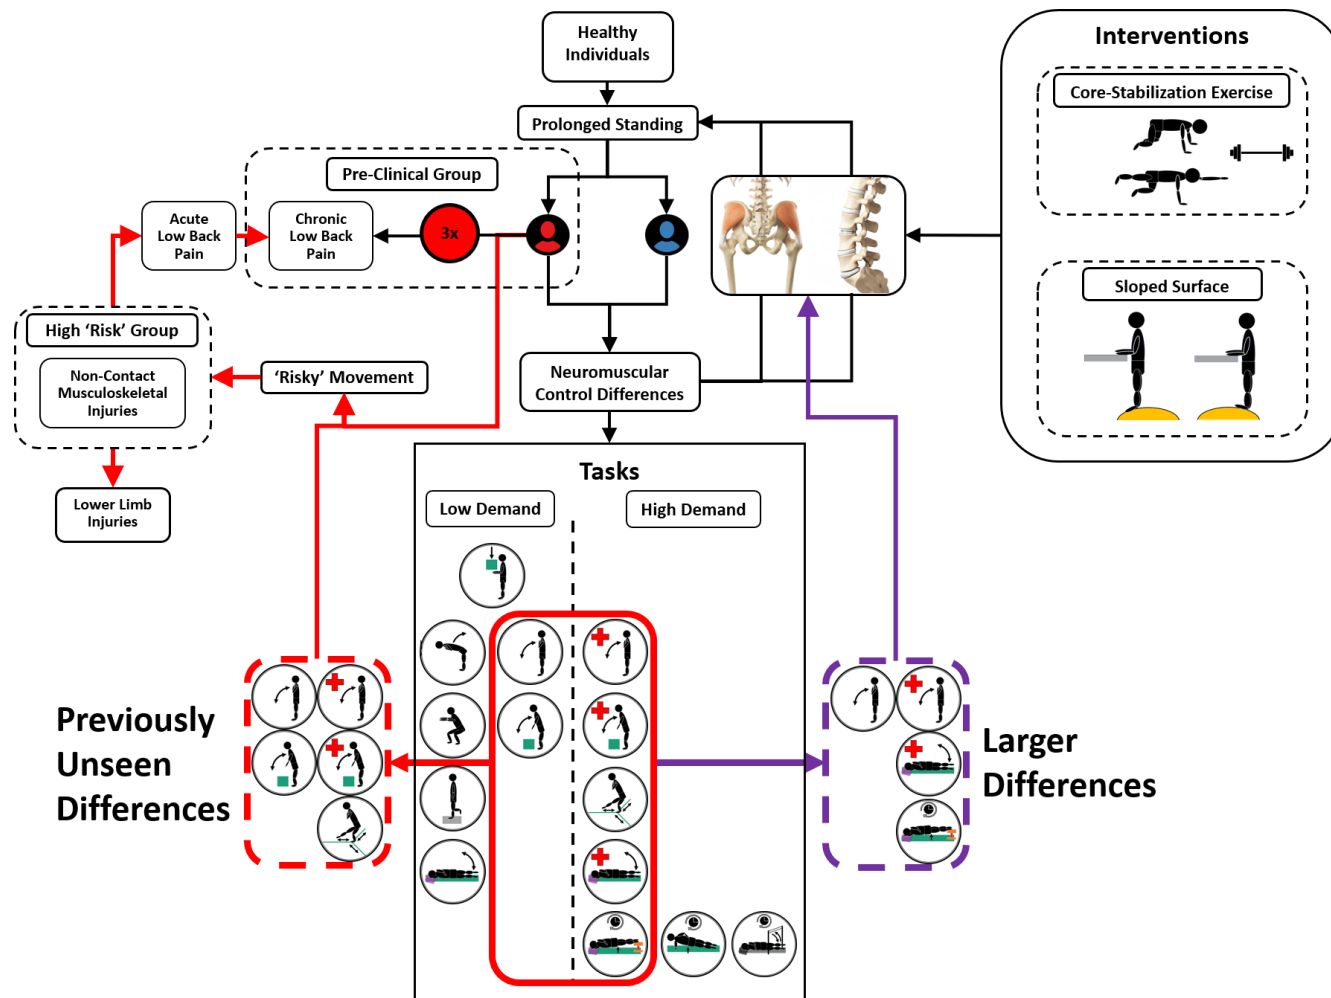 Healthy
Individuals
Interventions
Core-Stabilization Exercise
Prolonged Standing
Pre-Clinical Group
Acute
Low Back
Pain
Chronic
Low Back
Pain
3x
Sloped Surface
High ‘Risk’ Group
Non-Contact
Musculoskeletal
Injuries
‘Risky’ Movement
Neuromuscular
Control Differences
Lower Limb
Injuries
Tasks
Low Demand
High Demand
Previously
Unseen
Differences
Larger
Differences